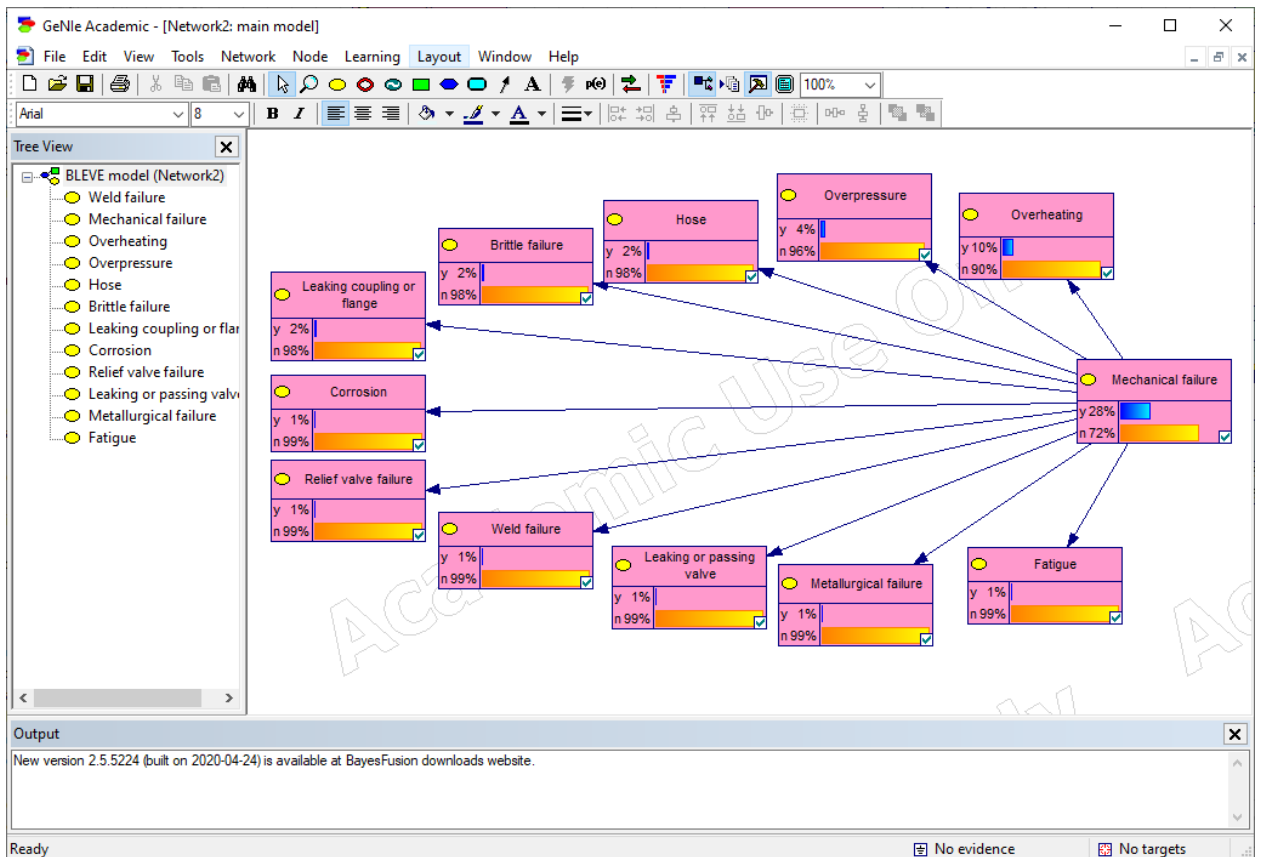 GeNIe Academic - [Network2: main model]
File Edit View Tools Network Node Learning Layout Window Help
A p(e) 100%
Arial 8 B I A
Tree View
BLEVE model (Network2)
Weld failure
Mechanical failure
Overheating
Overpressure
Hose
Brittle failure
Leaking coupling or flan
Corrosion
Relief valve failure
Leaking or passing valv
Metallurgical failure
Fatigue
Overpressure
y 4%
n 96%
Overheating
y 10%
n 90%
Hose
y 2%
n 98%
Brittle failure
y 2%
n 98%
Leaking coupling or
flange
y 2%
n 98%
Mechanical failure
y 28%
n 72%
Corrosion
y 1%
n 99%
Relief valve failure
y 1%
n 99%
Weld failure
y 1%
n 99%
Leaking or passing
valve
y 1%
n 99%
Metallurgical failure
y 1%
n 99%
Fatigue
y 1%
n 99%
Academic Use Only
Ac
Output
New version 2.5.5224 (built on 2020-04-24) is available at BayesFusion downloads website.
Ready
No evidence
No targets